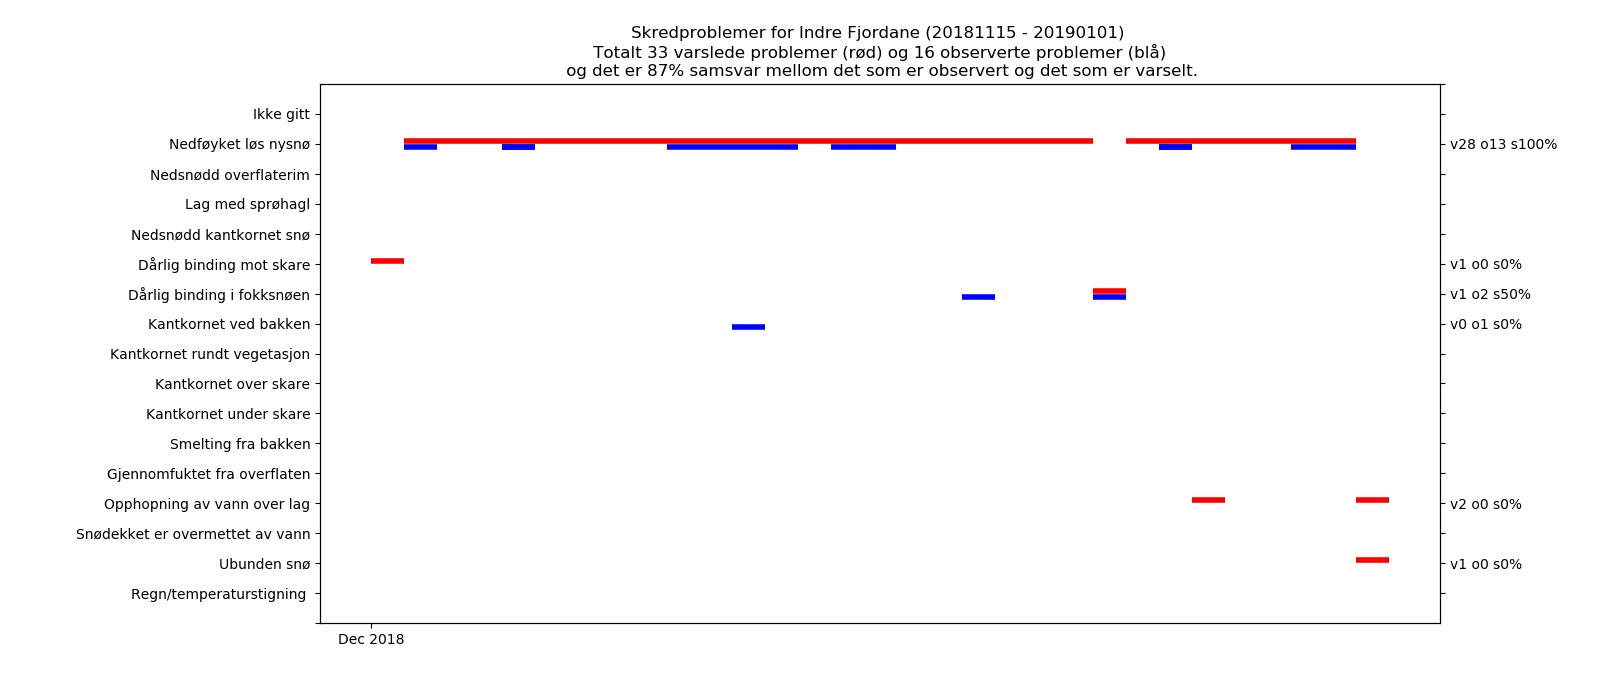 Skredproblemer for Indre Fjordane (20181115 - 20190101)
Totalt 33 varslede problemer (rød) og 16 observerte problemer (blå)
og det er 87% samsvar mellom det som er observert og det som er varselt.
Ikke gitt
Nedføyket løs nysnø v28 o13 s100%
Nedsnødd overflaterim
Lag med sprøhagl
Nedsnødd kantkornet snø
Dårlig binding mot skare v1 o0 s0%
Dårlig binding i fokksnøen v1 o2 s50%
Kantkornet ved bakken v0 o1 s0%
Kantkornet rundt vegetasjon
Kantkornet over skare
Kantkornet under skare
Smelting fra bakken
Gjennomfuktet fra overflaten
Opphopning av vann over lag v2 o0 s0%
Snødekket er overmettet av vann
Ubunden snø v1 o0 s0%
Regn/temperaturstigning
Dec 2018